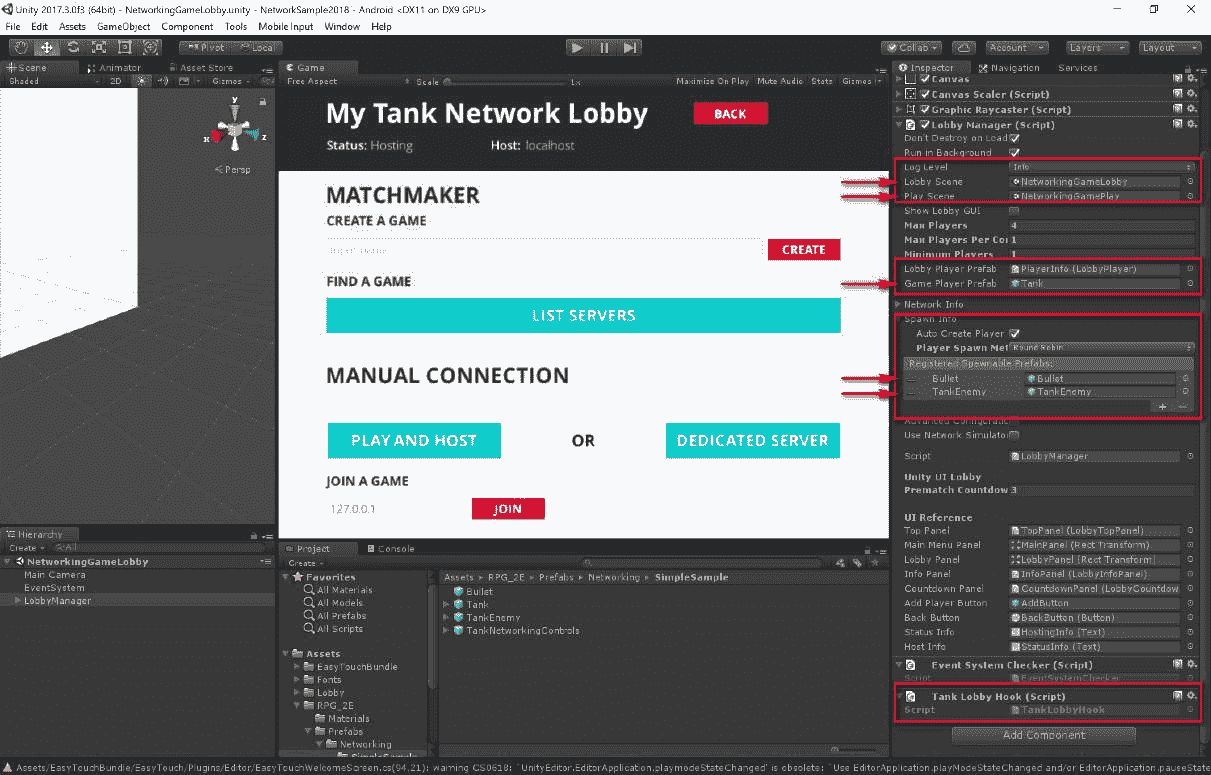 Unity 2017.3.0f3 (64bit) - NetworkingGameLobby.unity - NetworkSample2018 - Android <DX11 on DX9 GPU>
File Edit Assets GameObject Component Tools Mobile Input Window Help
Pivot Local Collab Account Layers Layout
Scene Animator Asset Store
Shaded 2D Gizmos
y
x
z
Persp
Game
Free Aspect Scale 1x Maximize On Play Mute Audio Stats Gizmos
My Tank Network Lobby
BACK
Status: Hosting Host: localhost
MATCHMAKER
CREATE A GAME
CREATE
FIND A GAME
LIST SERVERS
MANUAL CONNECTION
PLAY AND HOST OR DEDICATED SERVER
JOIN A GAME
127.0.0.1 JOIN
Hierarchy
Create All
NetworkingGameLobby
Main Camera
EventSystem
LobbyManager
Project Console
Create
Favorites
All Materials
All Models
All Prefabs
All Scripts
Assets
EasyTouchBundle
Fonts
Lobby
RPG_2E
Materials
Prefabs
Networking
SimpleSample
Assets RPG_2E Prefabs Networking SimpleSample
Bullet
Tank
TankEnemy
TankNetworkingControls
Inspector Navigation Services
Canvas
Canvas Scaler (Script)
Graphic Raycaster (Script)
Lobby Manager (Script)
Don't Destroy on Load
Run in Background
Log Level Info
Lobby Scene NetworkingGameLobby
Play Scene NetworkingGamePlay
Show Lobby GUI
Max Players 4
Max Players Per Con 1
Minimum Players 1
Lobby Player Prefab PlayerInfo (LobbyPlayer)
Game Player Prefab Tank
Network Info
Spawn Info
Auto Create Player
Player Spawn Met Round Robin
Registered Spawnable Prefabs:
Bullet Bullet
TankEnemy TankEnemy
Advanced Configuratio
Use Network Simulator
Script LobbyManager
Unity UI Lobby
Prematch Countdow 3
UI Reference
Top Panel TopPanel (LobbyTopPanel)
Main Menu Panel MainPanel (Rect Transform)
Lobby Panel LobbyPanel (Rect Transform)
Info Panel InfoPanel (LobbyInfoPanel)
Countdown Panel CountdownPanel (LobbyCountdow
Add Player Button AddButton
Back Button BackButton (Button)
Status Info HostingInfo (Text)
Host Info StatusInfo (Text)
Event System Checker (Script)
Script EventSystemChecker
Tank Lobby Hook (Script)
Script TankLobbyHook
Add Component
Assets/EasyTouchBundle/EasyTouch/Plugins/Editor/EasyTouchWelcomeScreen.cs(94,21): warning CS0618: `UnityEditor.EditorApplication.playmodeStateChanged' is obsolete: `Use EditorApplication.playModeStateChanged and/or EditorApplication.pauseState